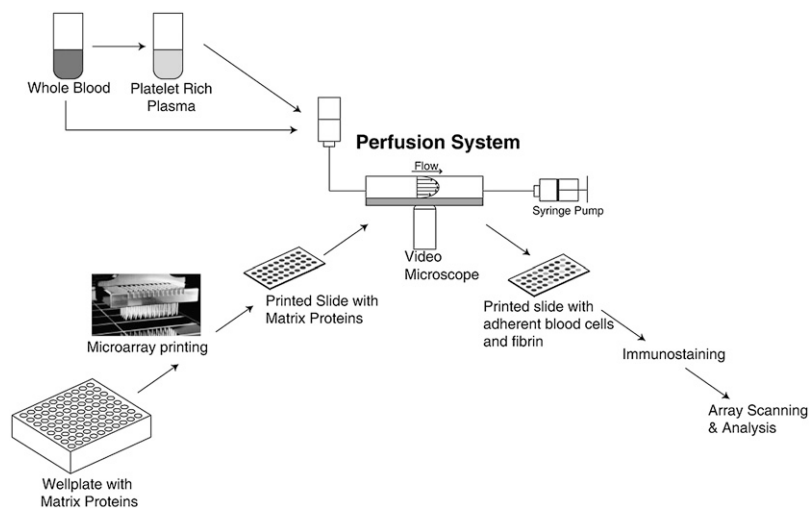 Whole Blood
Platelet Rich
Plasma
Perfusion System
Flow
Syringe Pump
Video
Microscope
Printed Slide with
Matrix Proteins
Microarray printing
Printed slide with
adherent blood cells
and fibrin
Immunostaining
Array Scanning
& Analysis
Wellplate with
Matrix Proteins